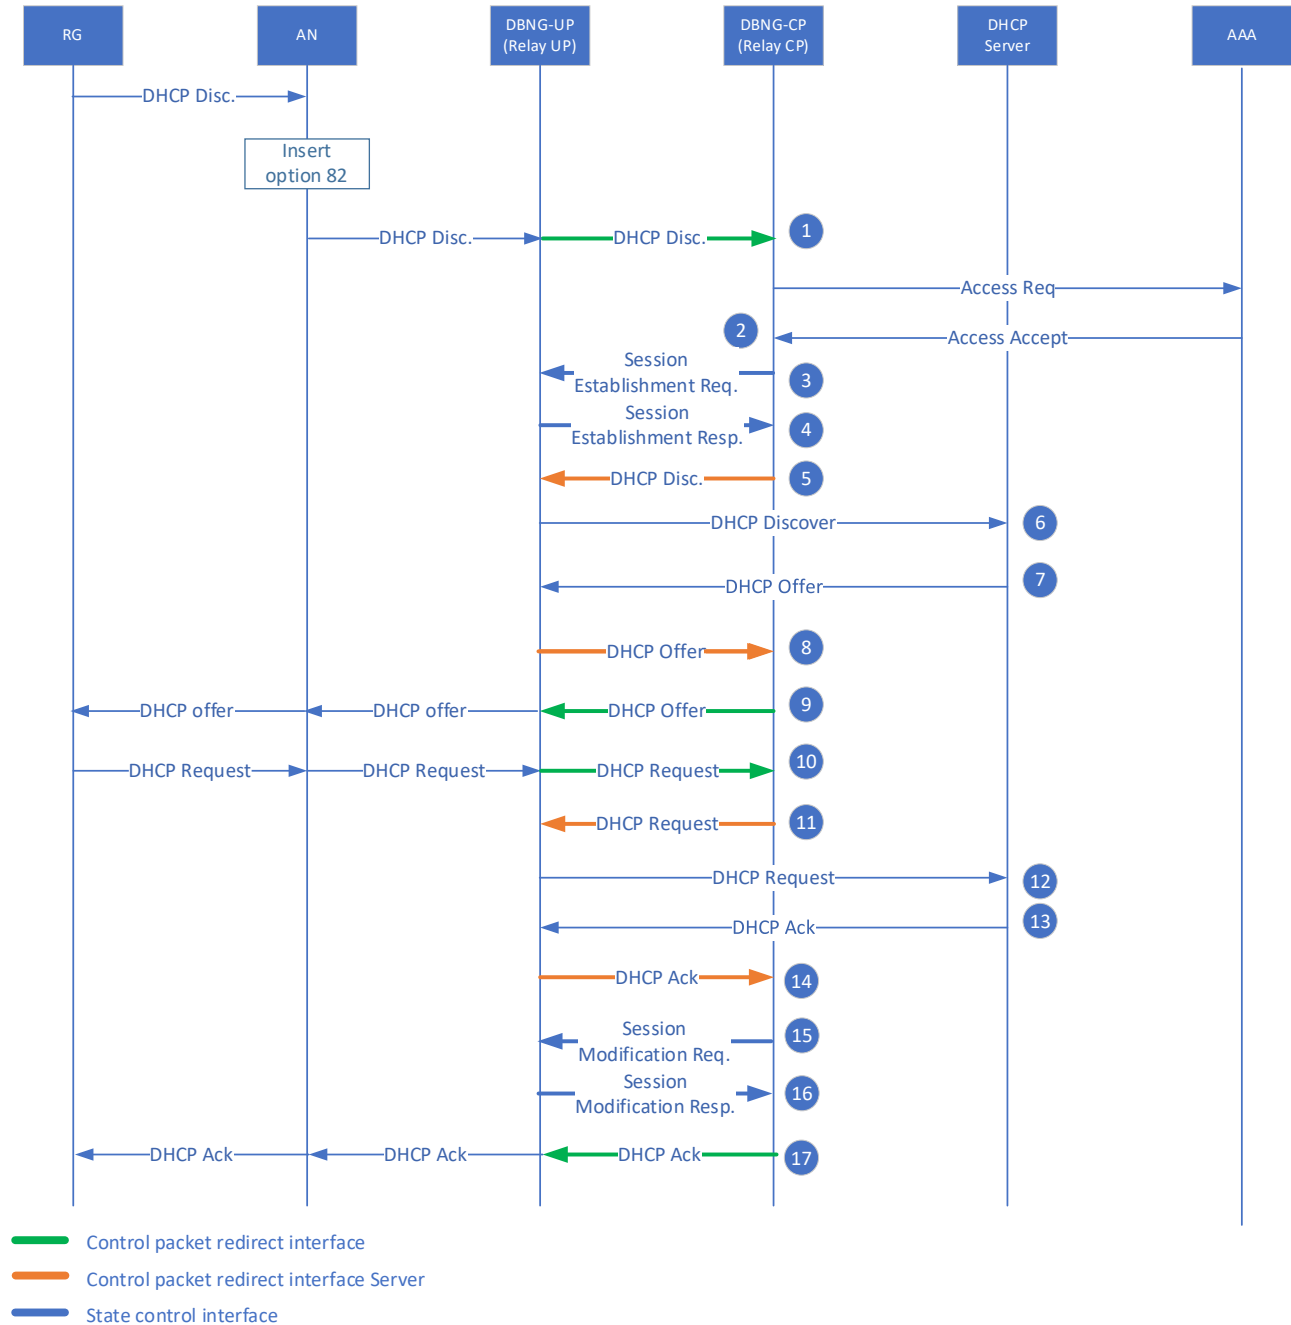 RG
AN
DBNG-UP
(Relay UP)
DBNG-CP
(Relay CP)
DHCP
Server
AAA
DHCP Disc.
Insert
option 82
DHCP Disc.
DHCP Disc.
1
Access Req
2
Access Accept
Session
Establishment Req.
3
Session
Establishment Resp.
4
DHCP Disc.
5
DHCP Discover
6
DHCP Offer
7
DHCP Offer
8
DHCP offer
DHCP offer
DHCP Offer
9
DHCP Request
DHCP Request
DHCP Request
10
DHCP Request
11
DHCP Request
12
DHCP Ack
13
DHCP Ack
14
Session
Modification Req.
15
Session
Modification Resp.
16
DHCP Ack
DHCP Ack
DHCP Ack
17
Control packet redirect interface
Control packet redirect interface Server
State control interface